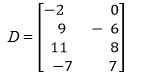 D = [-2 0
9 - 6
11 8
-7 7]